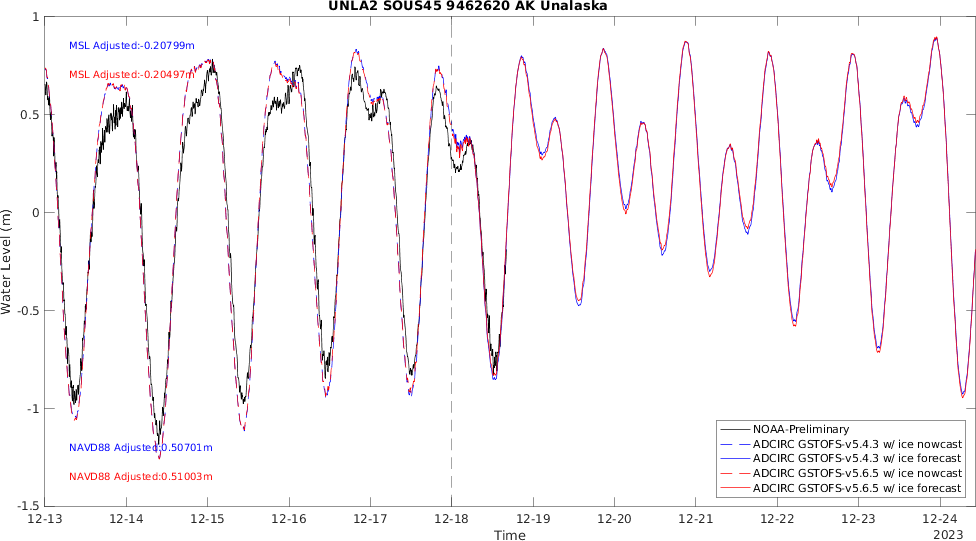 UNLA2 SOUS45 9462620 AK Unalaska
MSL Adjusted:-0.20799m
MSL Adjusted:-0.20497m
NAVD88 Adjusted:0.50701m
NAVD88 Adjusted:0.51003m
1
0.5
0
-0.5
-1
-1.5
Water Level (m)
NOAA-Preliminary
ADCIRC GSTOFS-v5.4.3 w/ ice nowcast
ADCIRC GSTOFS-v5.4.3 w/ ice forecast
ADCIRC GSTOFS-v5.6.5 w/ ice nowcast
ADCIRC GSTOFS-v5.6.5 w/ ice forecast
12-13 12-14 12-15 12-16 12-17 12-18 12-19 12-20 12-21 12-22 12-23 12-24
Time
2023